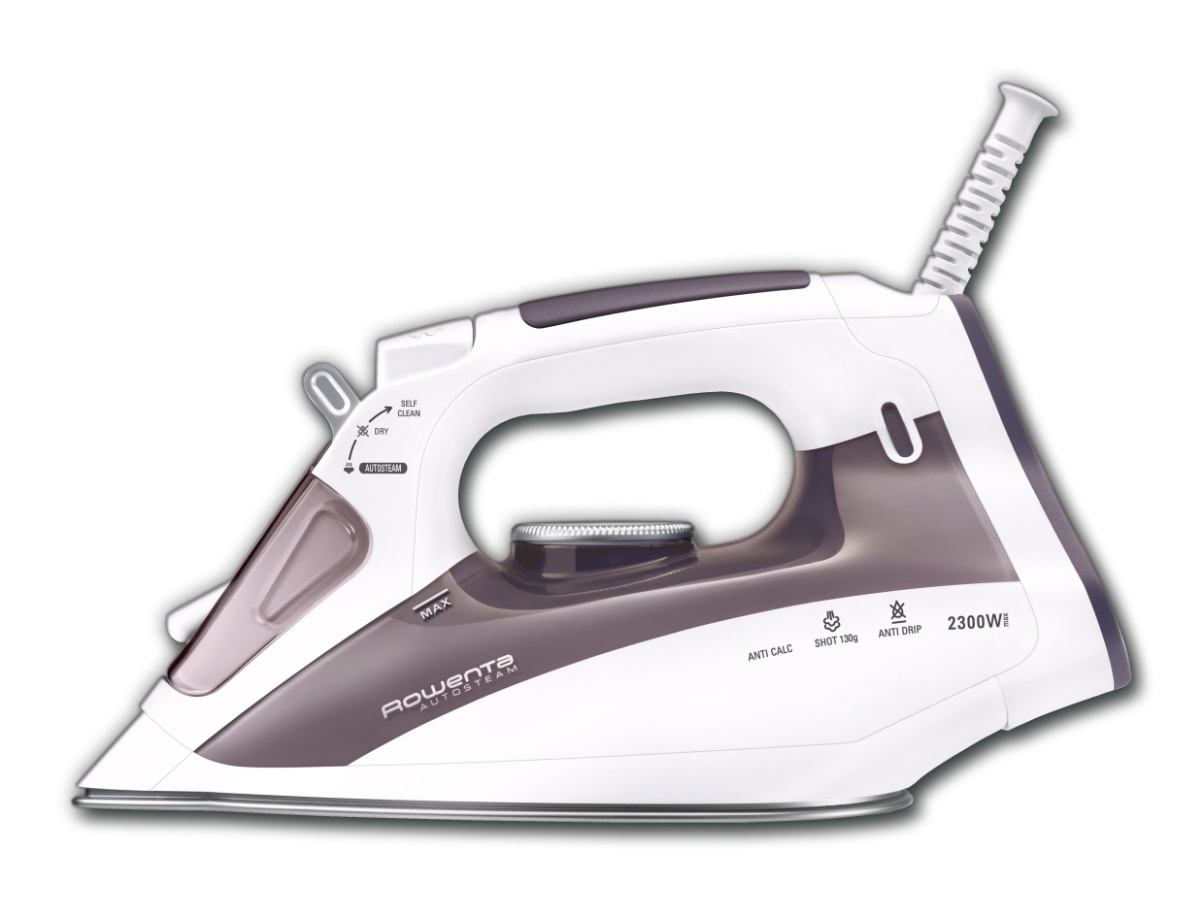 SELF
CLEAN
DRY
AUTOSTEAM
MAX
ROWENTA
AUTOSTEAM
ANTI CALC
SHOT 130g
ANTI DRIP
2300W max